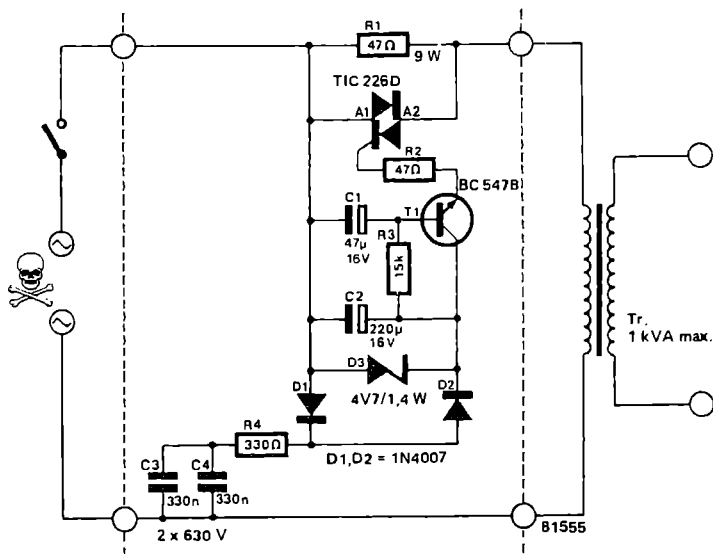 R1
47Ω
9 W
TIC 226D
A1
A2
R2
47Ω
BC 547B
C1
T1
47µ
16V
R3
15k
C2
220µ
16V
D3
4V7/1,4 W
D1
D2
R4
330Ω
D1,D2 = 1N4007
C3
C4
330n
330n
2 x 630 V
Tr.
1 kVA max.
81555